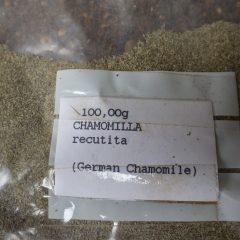 100,00g
CHAMOMILLA
recutita
(German Chamomile)